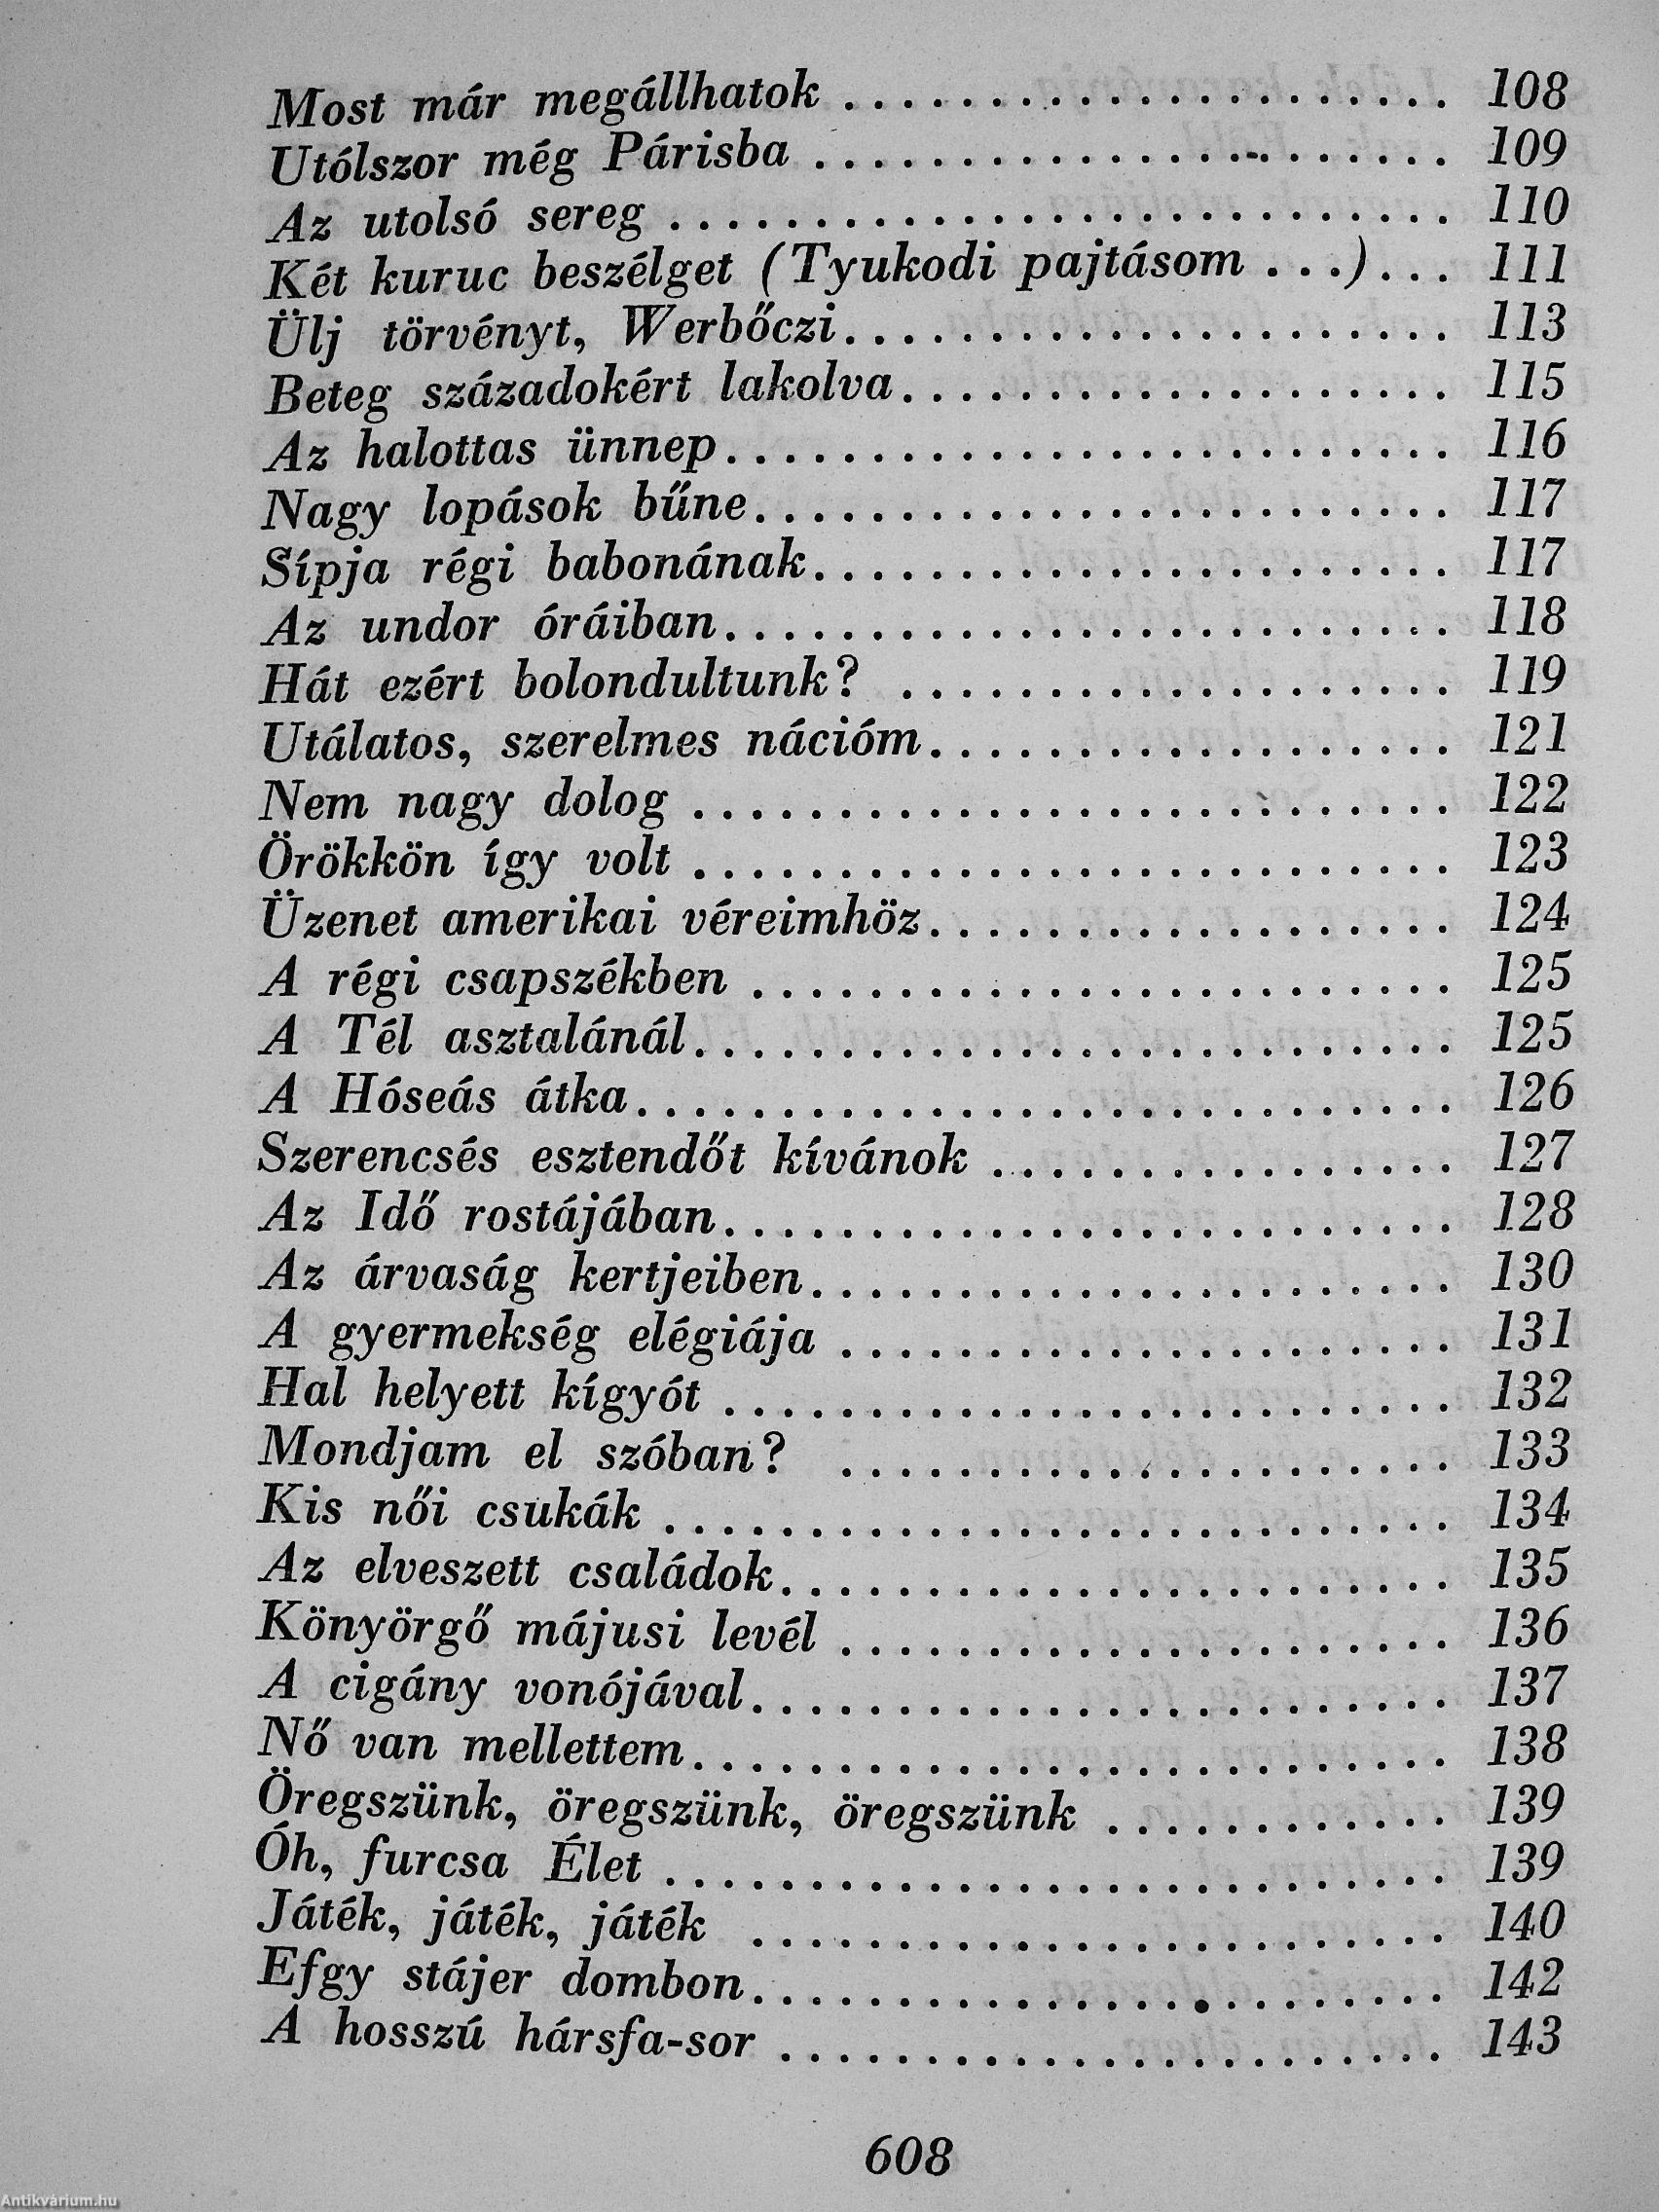 Most már megállhatok . . . . . . . . . . . . . . . . . . . . . 108
Utólszor még Párisba . . . . . . . . . . . . . . . . . . . . . . 109
Az utolsó sereg . . . . . . . . . . . . . . . . . . . . . . . . . . . 110
Két kuruc beszélget (Tyukodi pajtásom . . .) . . . 111
Ülj törvényt, Werbőczi . . . . . . . . . . . . . . . . . . . . . 113
Beteg századokért lakolva . . . . . . . . . . . . . . . . . . . 115
Az halottas ünnep . . . . . . . . . . . . . . . . . . . . . . . . . 116
Nagy lopások bűne . . . . . . . . . . . . . . . . . . . . . . . . 117
Sípja régi babonának . . . . . . . . . . . . . . . . . . . . . . 117
Az undor óráiban . . . . . . . . . . . . . . . . . . . . . . . . . 118
Hát ezért bolondultunk? . . . . . . . . . . . . . . . . . . . 119
Utálatos, szerelmes nációm . . . . . . . . . . . . . . . . . . 121
Nem nagy dolog . . . . . . . . . . . . . . . . . . . . . . . . . . 122
Örökkön így volt . . . . . . . . . . . . . . . . . . . . . . . . . . 123
Üzenet amerikai véreimhöz . . . . . . . . . . . . . . . . . . 124
A régi csapszékben . . . . . . . . . . . . . . . . . . . . . . . . 125
A Tél asztalánál . . . . . . . . . . . . . . . . . . . . . . . . . . 125
A Hóseás átka . . . . . . . . . . . . . . . . . . . . . . . . . . . . 126
Szerencsés esztendőt kívánok . . . . . . . . . . . . . . . . 127
Az Idő rostájában . . . . . . . . . . . . . . . . . . . . . . . . . 128
Az árvaság kertjeiben . . . . . . . . . . . . . . . . . . . . . . 130
A gyermekség elégiája . . . . . . . . . . . . . . . . . . . . . 131
Hal helyett kígyót . . . . . . . . . . . . . . . . . . . . . . . . . 132
Mondjam el szóban? . . . . . . . . . . . . . . . . . . . . . 133
Kis női csukák . . . . . . . . . . . . . . . . . . . . . . . . . . . 134
Az elveszett családok . . . . . . . . . . . . . . . . . . . . . . . 135
Könyörgő májusi levél . . . . . . . . . . . . . . . . . . . . . 136
A cigány vonójával . . . . . . . . . . . . . . . . . . . . . . . . 137
Nő van mellettem . . . . . . . . . . . . . . . . . . . . . . . . . . 138
Öregszünk, öregszünk, öregszünk . . . . . . . . . . . . 139
Óh, furcsa Élet . . . . . . . . . . . . . . . . . . . . . . . . . . . 139
Játék, játék, játék . . . . . . . . . . . . . . . . . . . . . . . . 140
Efgy stájer dombon . . . . . . . . . . . . . . . . . . . . . . . . 142
A hosszú hársfa-sor . . . . . . . . . . . . . . . . . . . . . . . 143
608
Antikvárium.hu